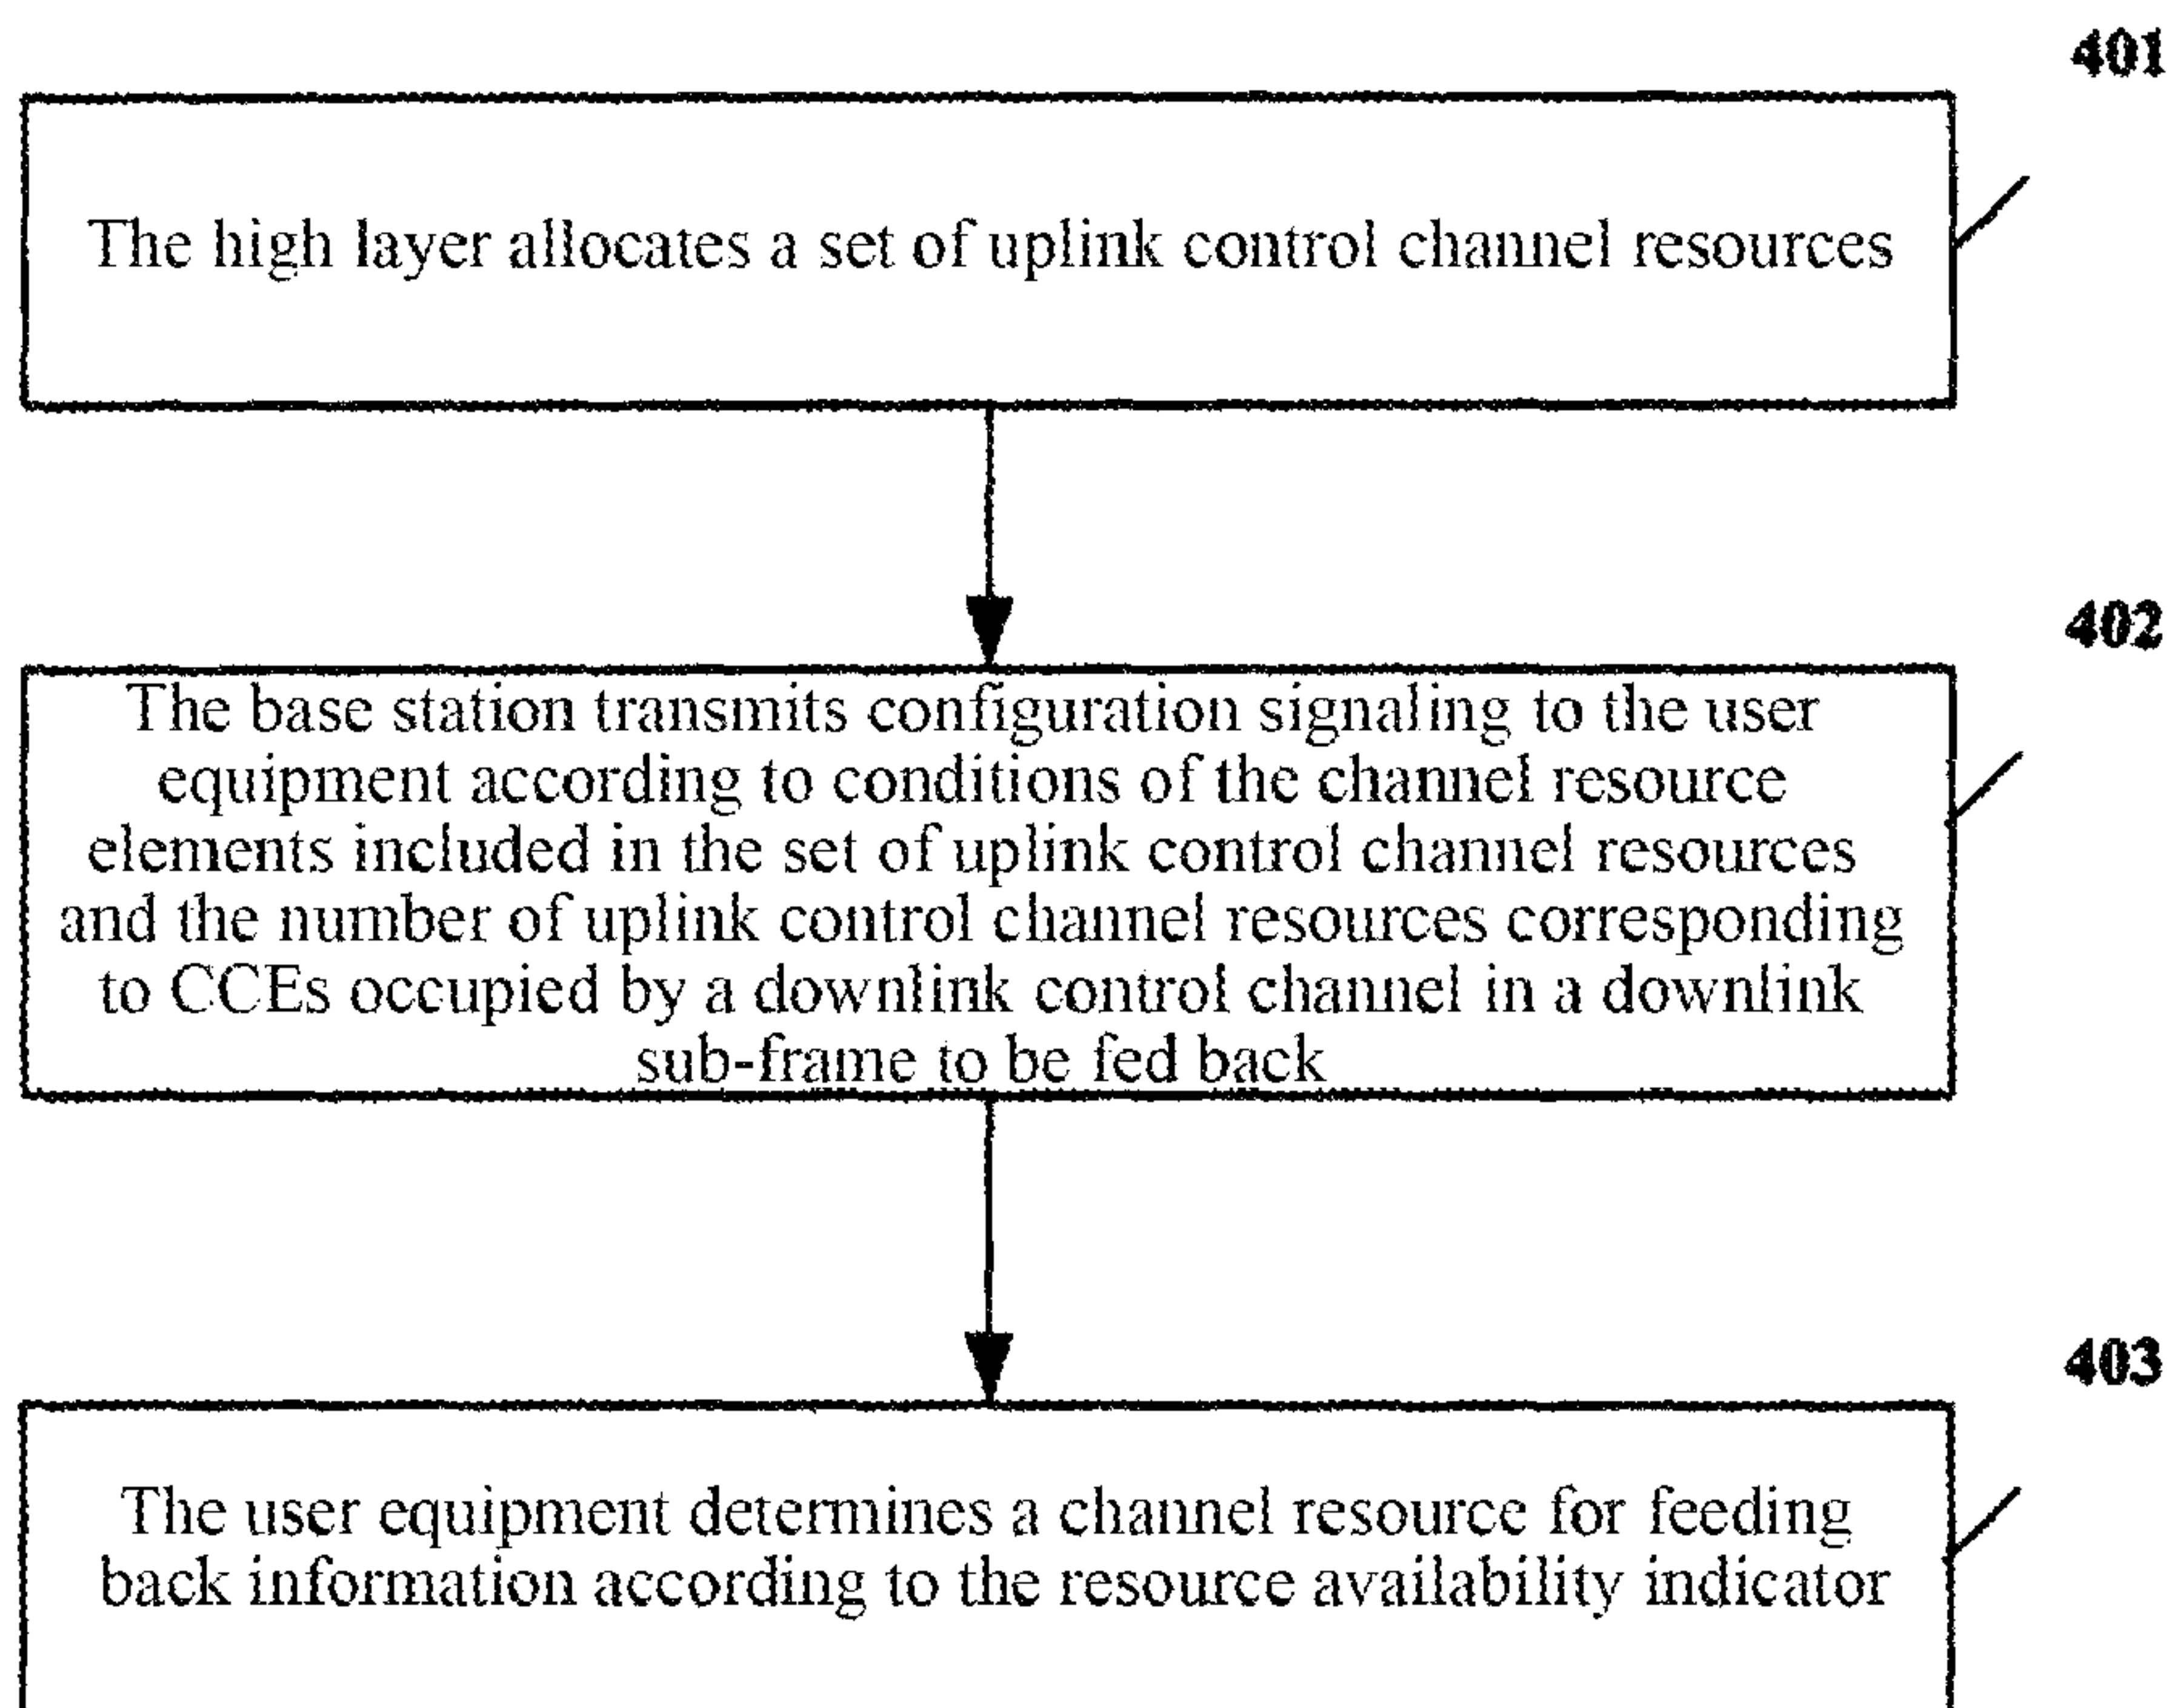 401
The high layer allocates a set of uplink control channel resources
402
The base station transmits configuration signaling to the user
equipment according to conditions of the channel resource
elements included in the set of uplink control channel resources
and the number of uplink control channel resources corresponding
to CCEs occupied by a downlink control channel in a downlink
sub-frame to be fed back
403
The user equipment determines a channel resource for feeding
back information according to the resource availability indicator